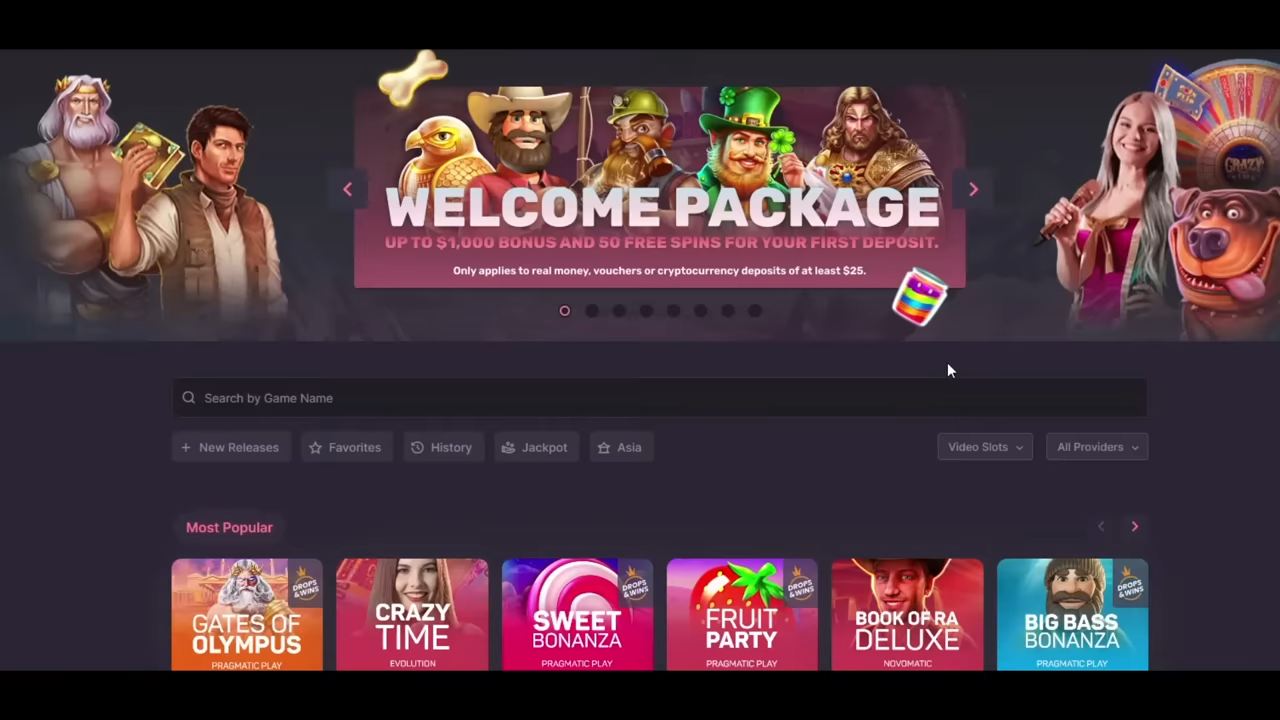 WELCOME PACKAGE
UP TO $1,000 BONUS AND 50 FREE SPINS FOR YOUR FIRST DEPOSIT.
Only applies to real money, vouchers or cryptocurrency deposits of at least $25.
CRAZY
Search by Game Name
New Releases
Favorites
History
Jackpot
Asia
Video Slots
All Providers
Most Popular
DROPS & WINS
GATES OF
OLYMPUS
PRAGMATIC PLAY
CRAZY
TIME
EVOLUTION
DROPS & WINS
SWEET
BONANZA
PRAGMATIC PLAY
DROPS & WINS
FRUIT
PARTY
PRAGMATIC PLAY
BOOK OF RA
DELUXE
NOVOMATIC
DROPS & WINS
BIG BASS
BONANZA
PRAGMATIC PLAY